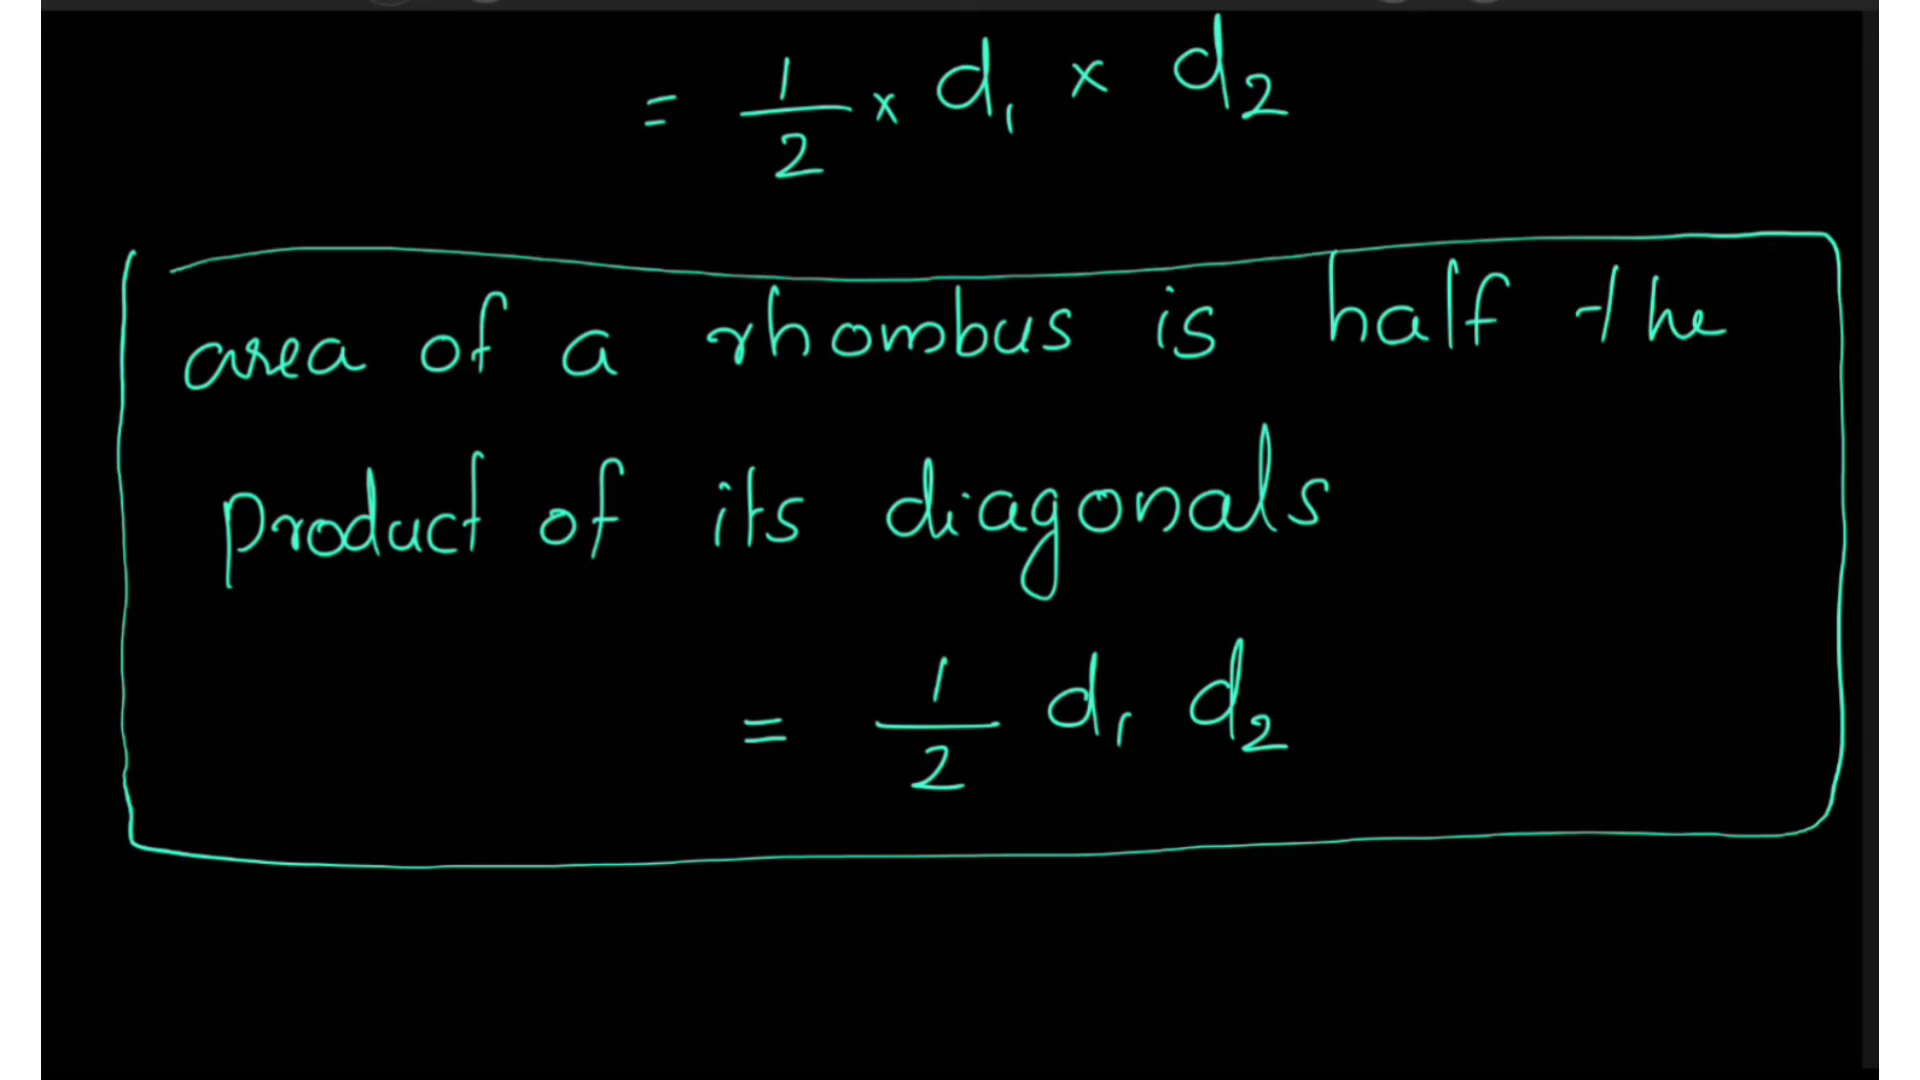 = 1/2 × d₁ × d₂
area of a rhombus is half the
product of its diagonals
= 1/2 d₁ d₂